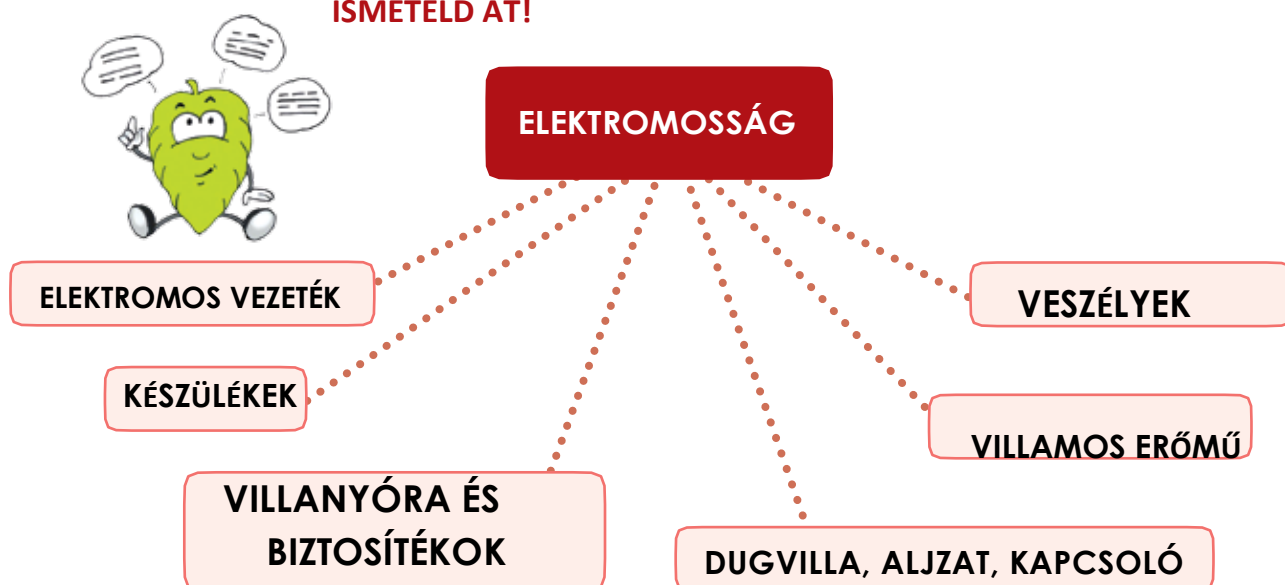 ISMÉTELD ÁT!
ELEKTROMOSSÁG
ELEKTROMOS VEZETÉK
VESZÉLYEK
KÉSZÜLÉKEK
VILLAMOS ERŐMŰ
VILLANYÓRA ÉS
BIZTOSÍTÉKOK
DUGVILLA, ALJZAT, KAPCSOLÓ